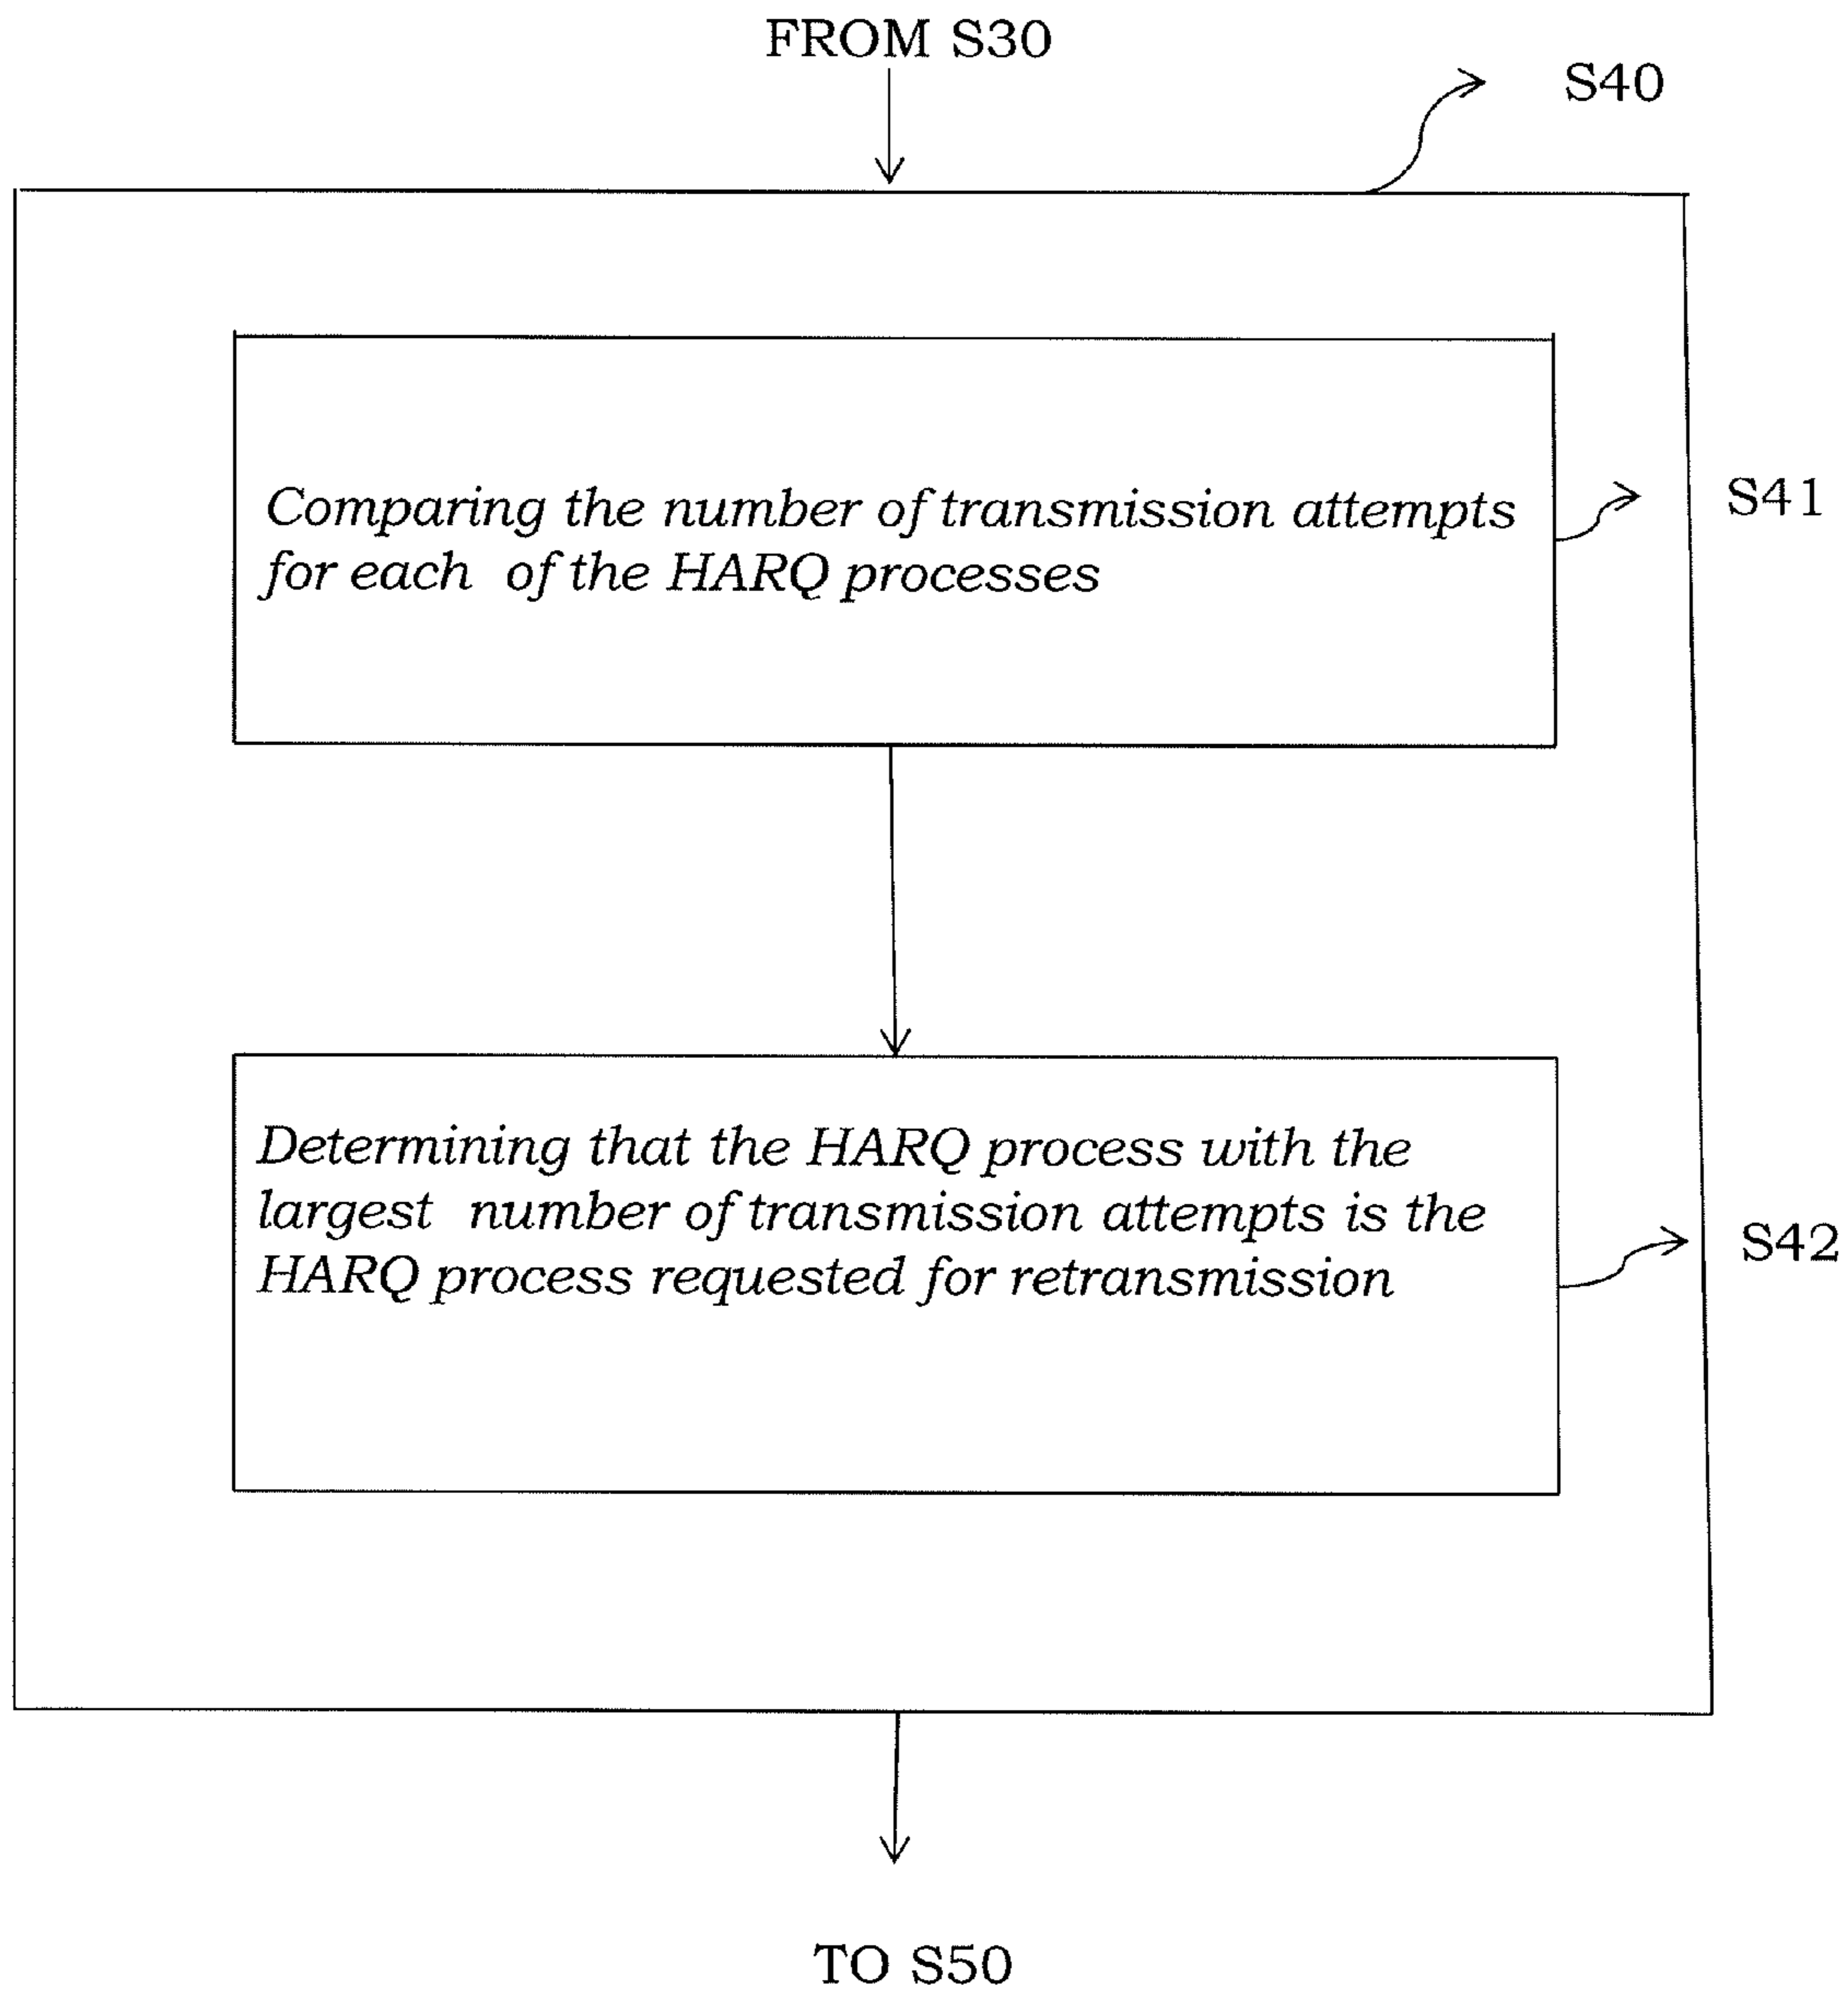 FROM S30
S40
Comparing the number of transmission attempts
for each of the HARQ processes
S41
Determining that the HARQ process with the
largest number of transmission attempts is the
HARQ process requested for retransmission
S42
TO S50